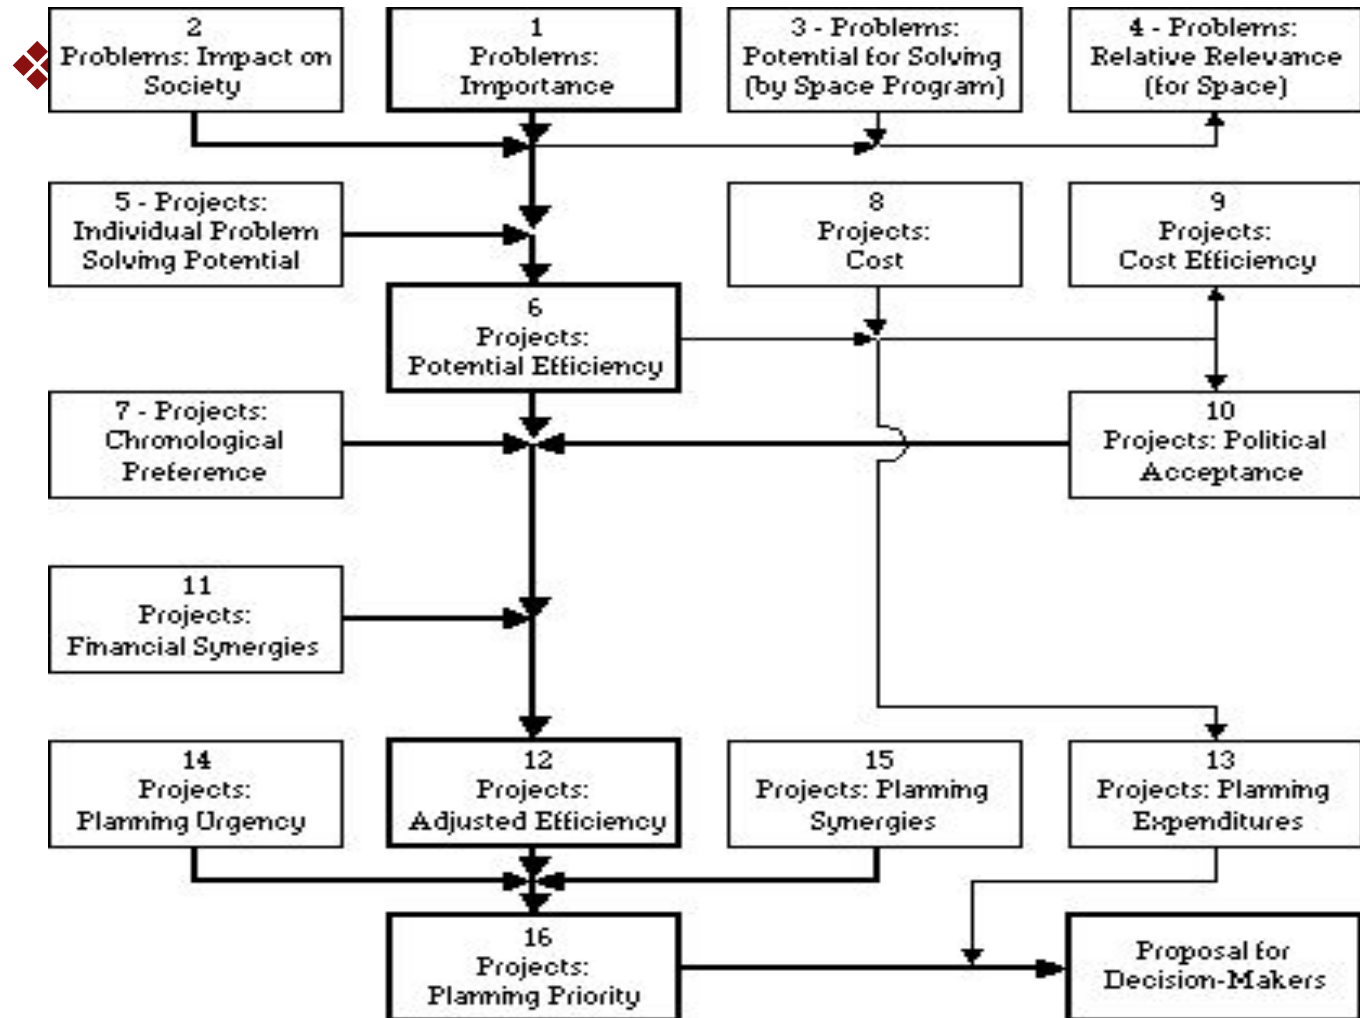 2
Problems: Impact on
Society
1
Problems:
Importance
3 - Problems:
Potential for Solving
(by Space Program)
4 - Problems:
Relative Relevance
(for Space)
5 - Projects:
Individual Problem
Solving Potential
8
Projects:
Cost
9
Projects:
Cost Efficiency
6
Projects:
Potential Efficiency
7 - Projects:
Chronological
Preference
10
Projects: Political
Acceptance
11
Projects:
Financial Synergies
14
Projects:
Planning Urgency
12
Projects:
Adjusted Efficiency
15
Projects: Planning
Synergies
13
Projects: Planning
Expenditures
16
Projects:
Planning Priority
Proposal for
Decision-Makers